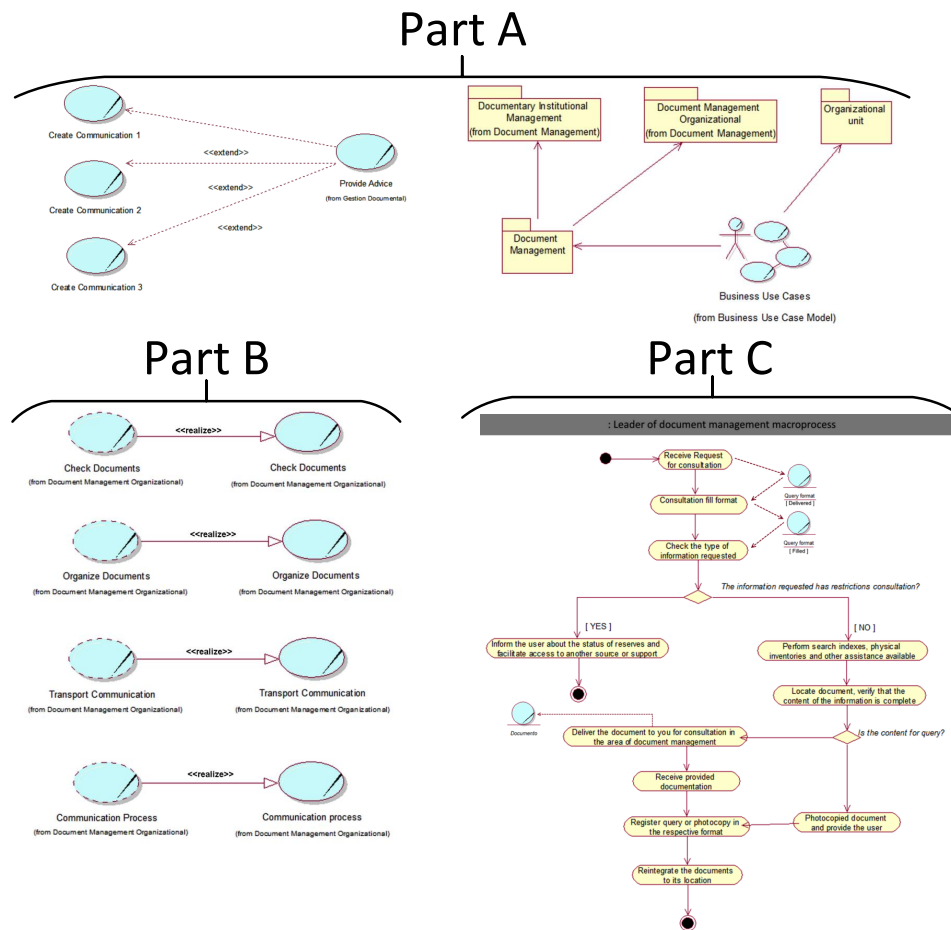 Part A
Create Communication 1
<<extend>>
Create Communication 2
<<extend>>
<<extend>>
Create Communication 3
Provide Advice
(from Gestion Documental)
Documentary Institutional
Management
(from Document Management)
Document Management
Organizational
(from Document Management)
Organizational
unit
Document
Management
Business Use Cases
(from Business Use Case Model)
Part B
<<realize>>
Check Documents
(from Document Management Organizational)
Check Documents
(from Document Management Organizational)
<<realize>>
Organize Documents
(from Document Management Organizational)
Organize Documents
(from Document Management Organizational)
<<realize>>
Transport Communication
(from Document Management Organizational)
Transport Communication
(from Document Management Organizational)
<<realize>>
Communication Process
(from Document Management Organizational)
Communication process
(from Document Management Organizational)
Part C
: Leader of document management macroprocess
Receive Request
for consultation
Query format
[ Delivered ]
Consultation fill format
Query format
[ Filled ]
Check the type of
information requested
The information requested has restrictions consultation?
[ YES ]
[ NO ]
Inform the user about the status of reserves and
facilitate access to another source or support
Perform search indexes, physical
inventories and other assistance available
Locate document, verify that the
content of the information is complete
Documents
Deliver the document to you for consultation in
the area of document management
Is the content for query?
Receive provided
documentation
Register query or photocopy in
the respective format
Photocopied document
and provide the user
Reintegrate the documents
to its location